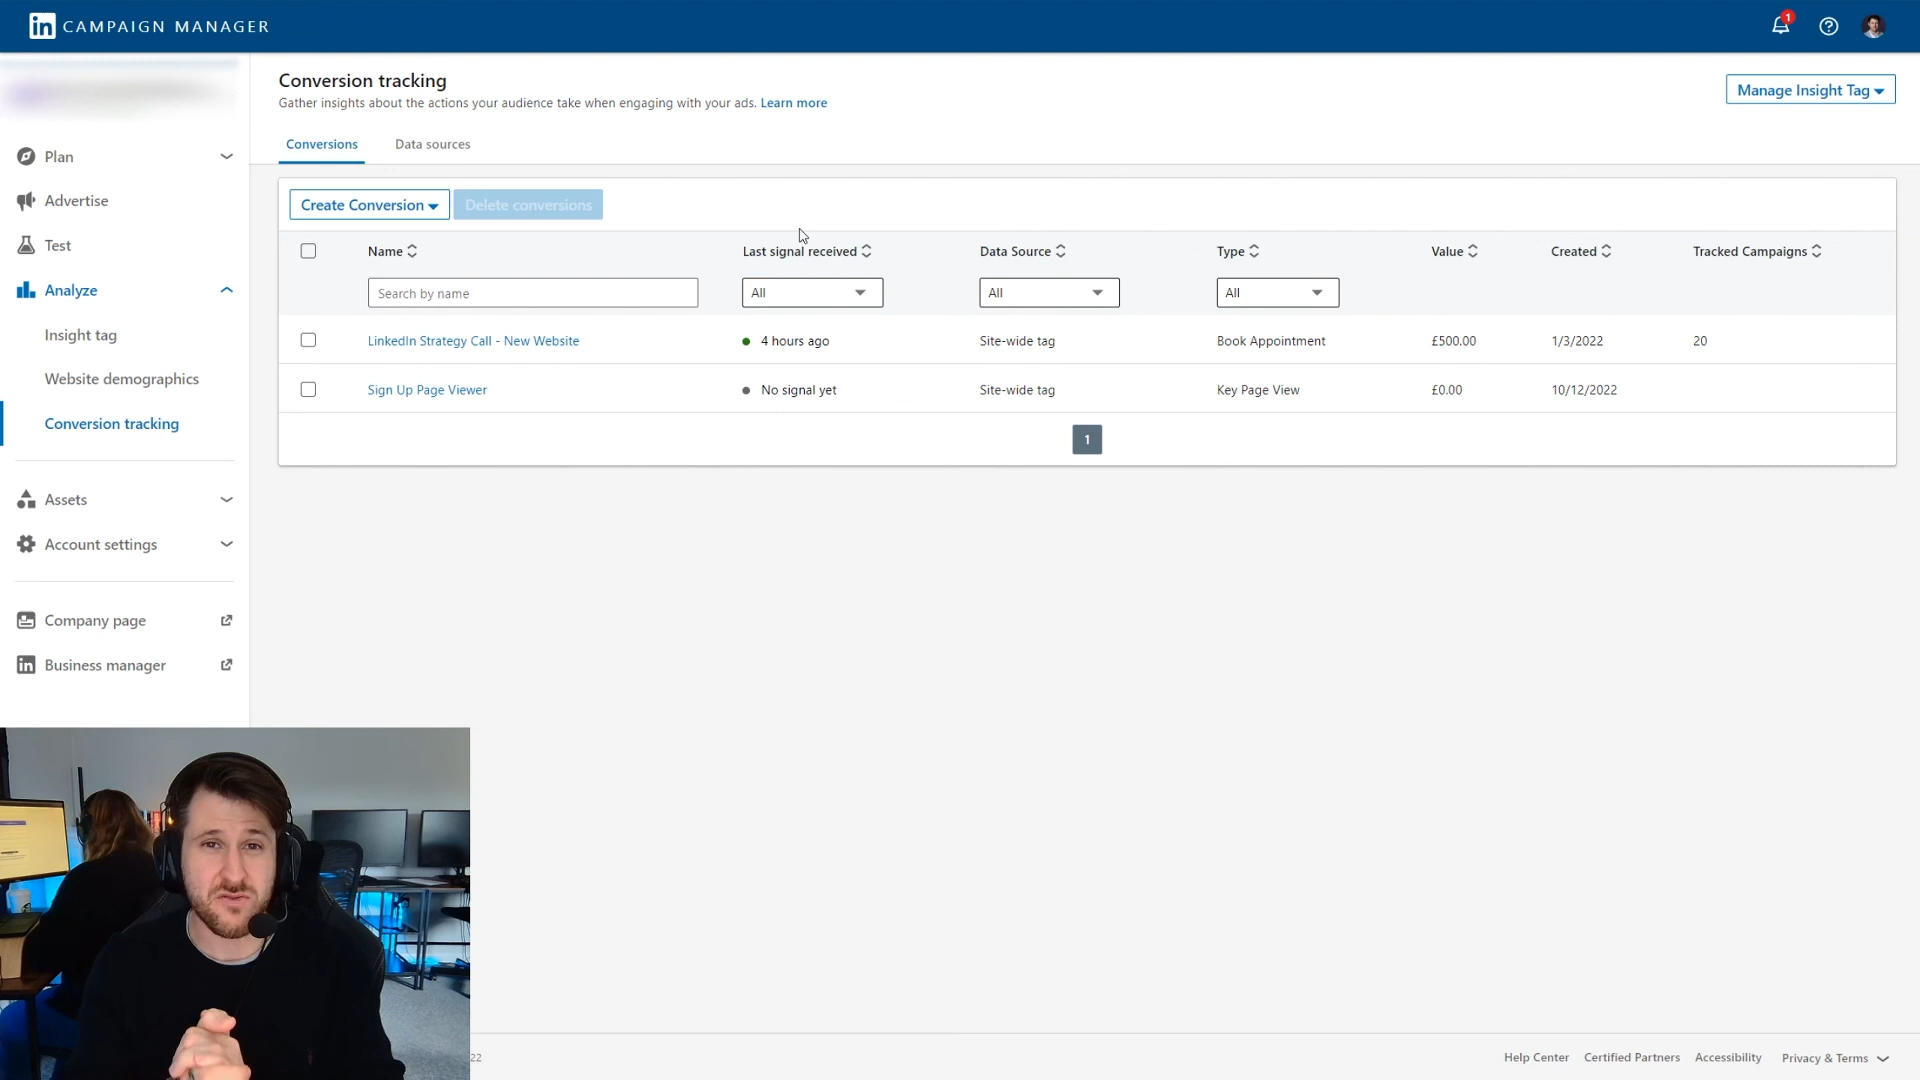 in CAMPAIGN MANAGER
1
Conversion tracking
Gather insights about the actions your audience take when engaging with your ads. Learn more
Manage Insight Tag
Conversions
Data sources
Plan
Advertise
Test
Analyze
Insight tag
Website demographics
Conversion tracking
Assets
Account settings
Company page
in Business manager
Create Conversion
Delete conversions
Name
Last signal received
Data Source
Type
Value
Created
Tracked Campaigns
Search by name
All
All
All
LinkedIn Strategy Call - New Website
4 hours ago
Site-wide tag
Book Appointment
£500.00
1/3/2022
20
Sign Up Page Viewer
No signal yet
Site-wide tag
Key Page View
£0.00
10/12/2022
1
22
Help Center
Certified Partners
Accessibility
Privacy & Terms